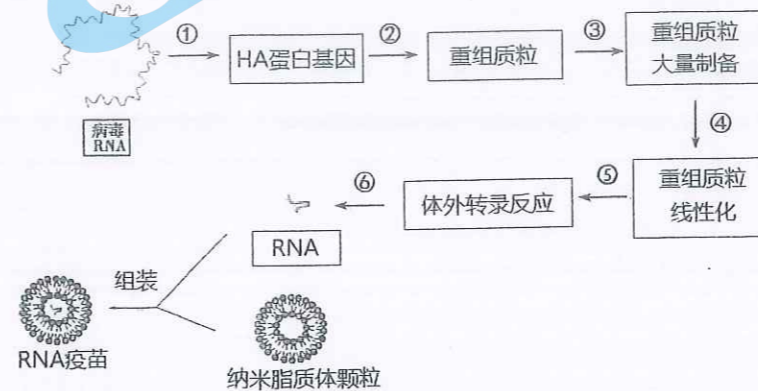 ①
HA蛋白基因
②
重组质粒
③
重组质粒
大量制备
病毒
RNA
④
⑥
体外转录反应
⑤
重组质粒
线性化
RNA
组装
RNA疫苗
纳米脂质体颗粒